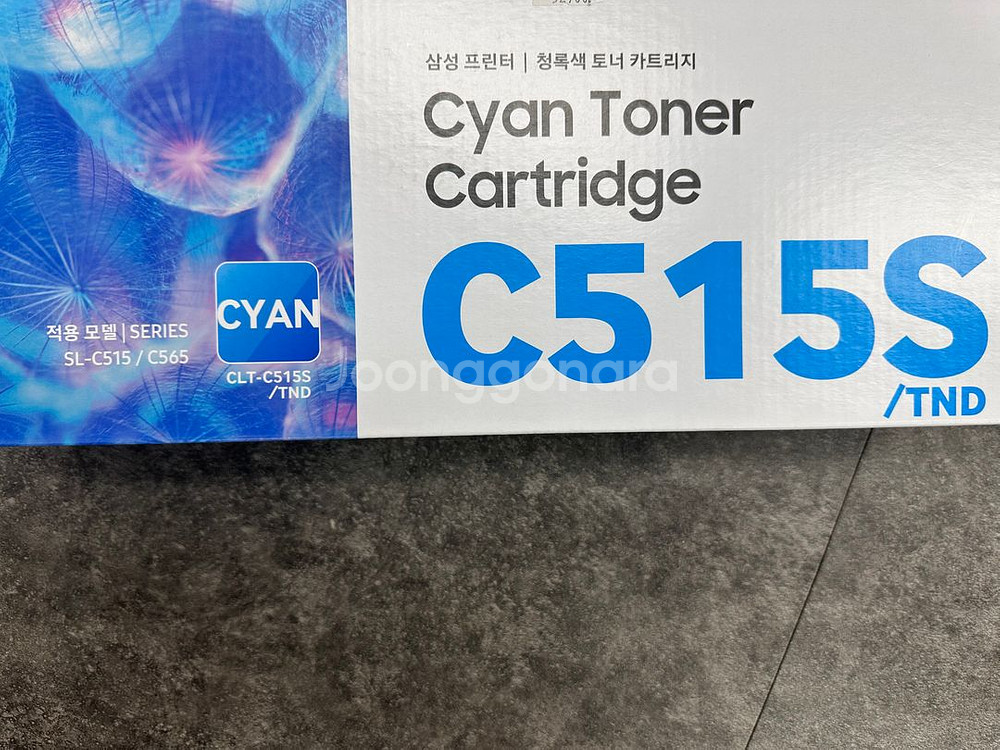 삼성 프린터 | 청록색 토너 카트리지
Cyan Toner
Cartridge
C515S
/TND
CYAN
적용 모델 | SERIES
SL-C515 / C565
CLT-C515S
/TND
Joonggonara